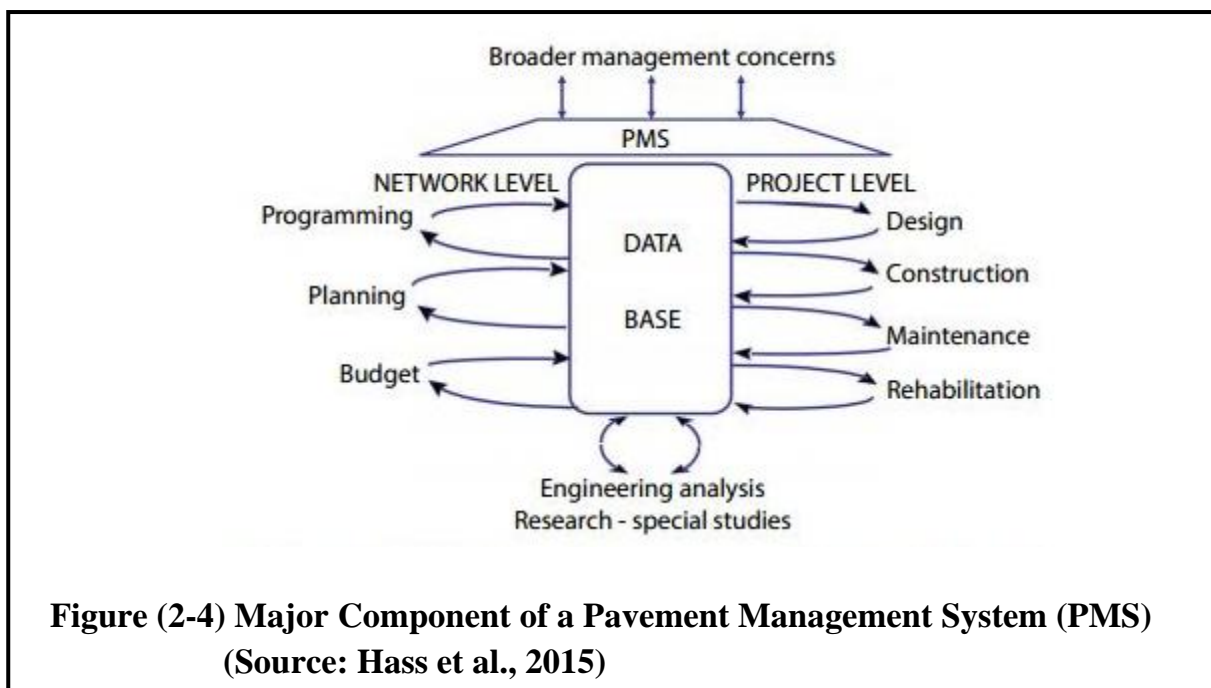 Broader management concerns
PMS
NETWORK LEVEL
PROJECT LEVEL
Programming
Planning
Budget
DATA
BASE
Design
Construction
Maintenance
Rehabilitation
Engineering analysis
Research - special studies
Figure (2-4) Major Component of a Pavement Management System (PMS)
(Source: Hass et al., 2015)